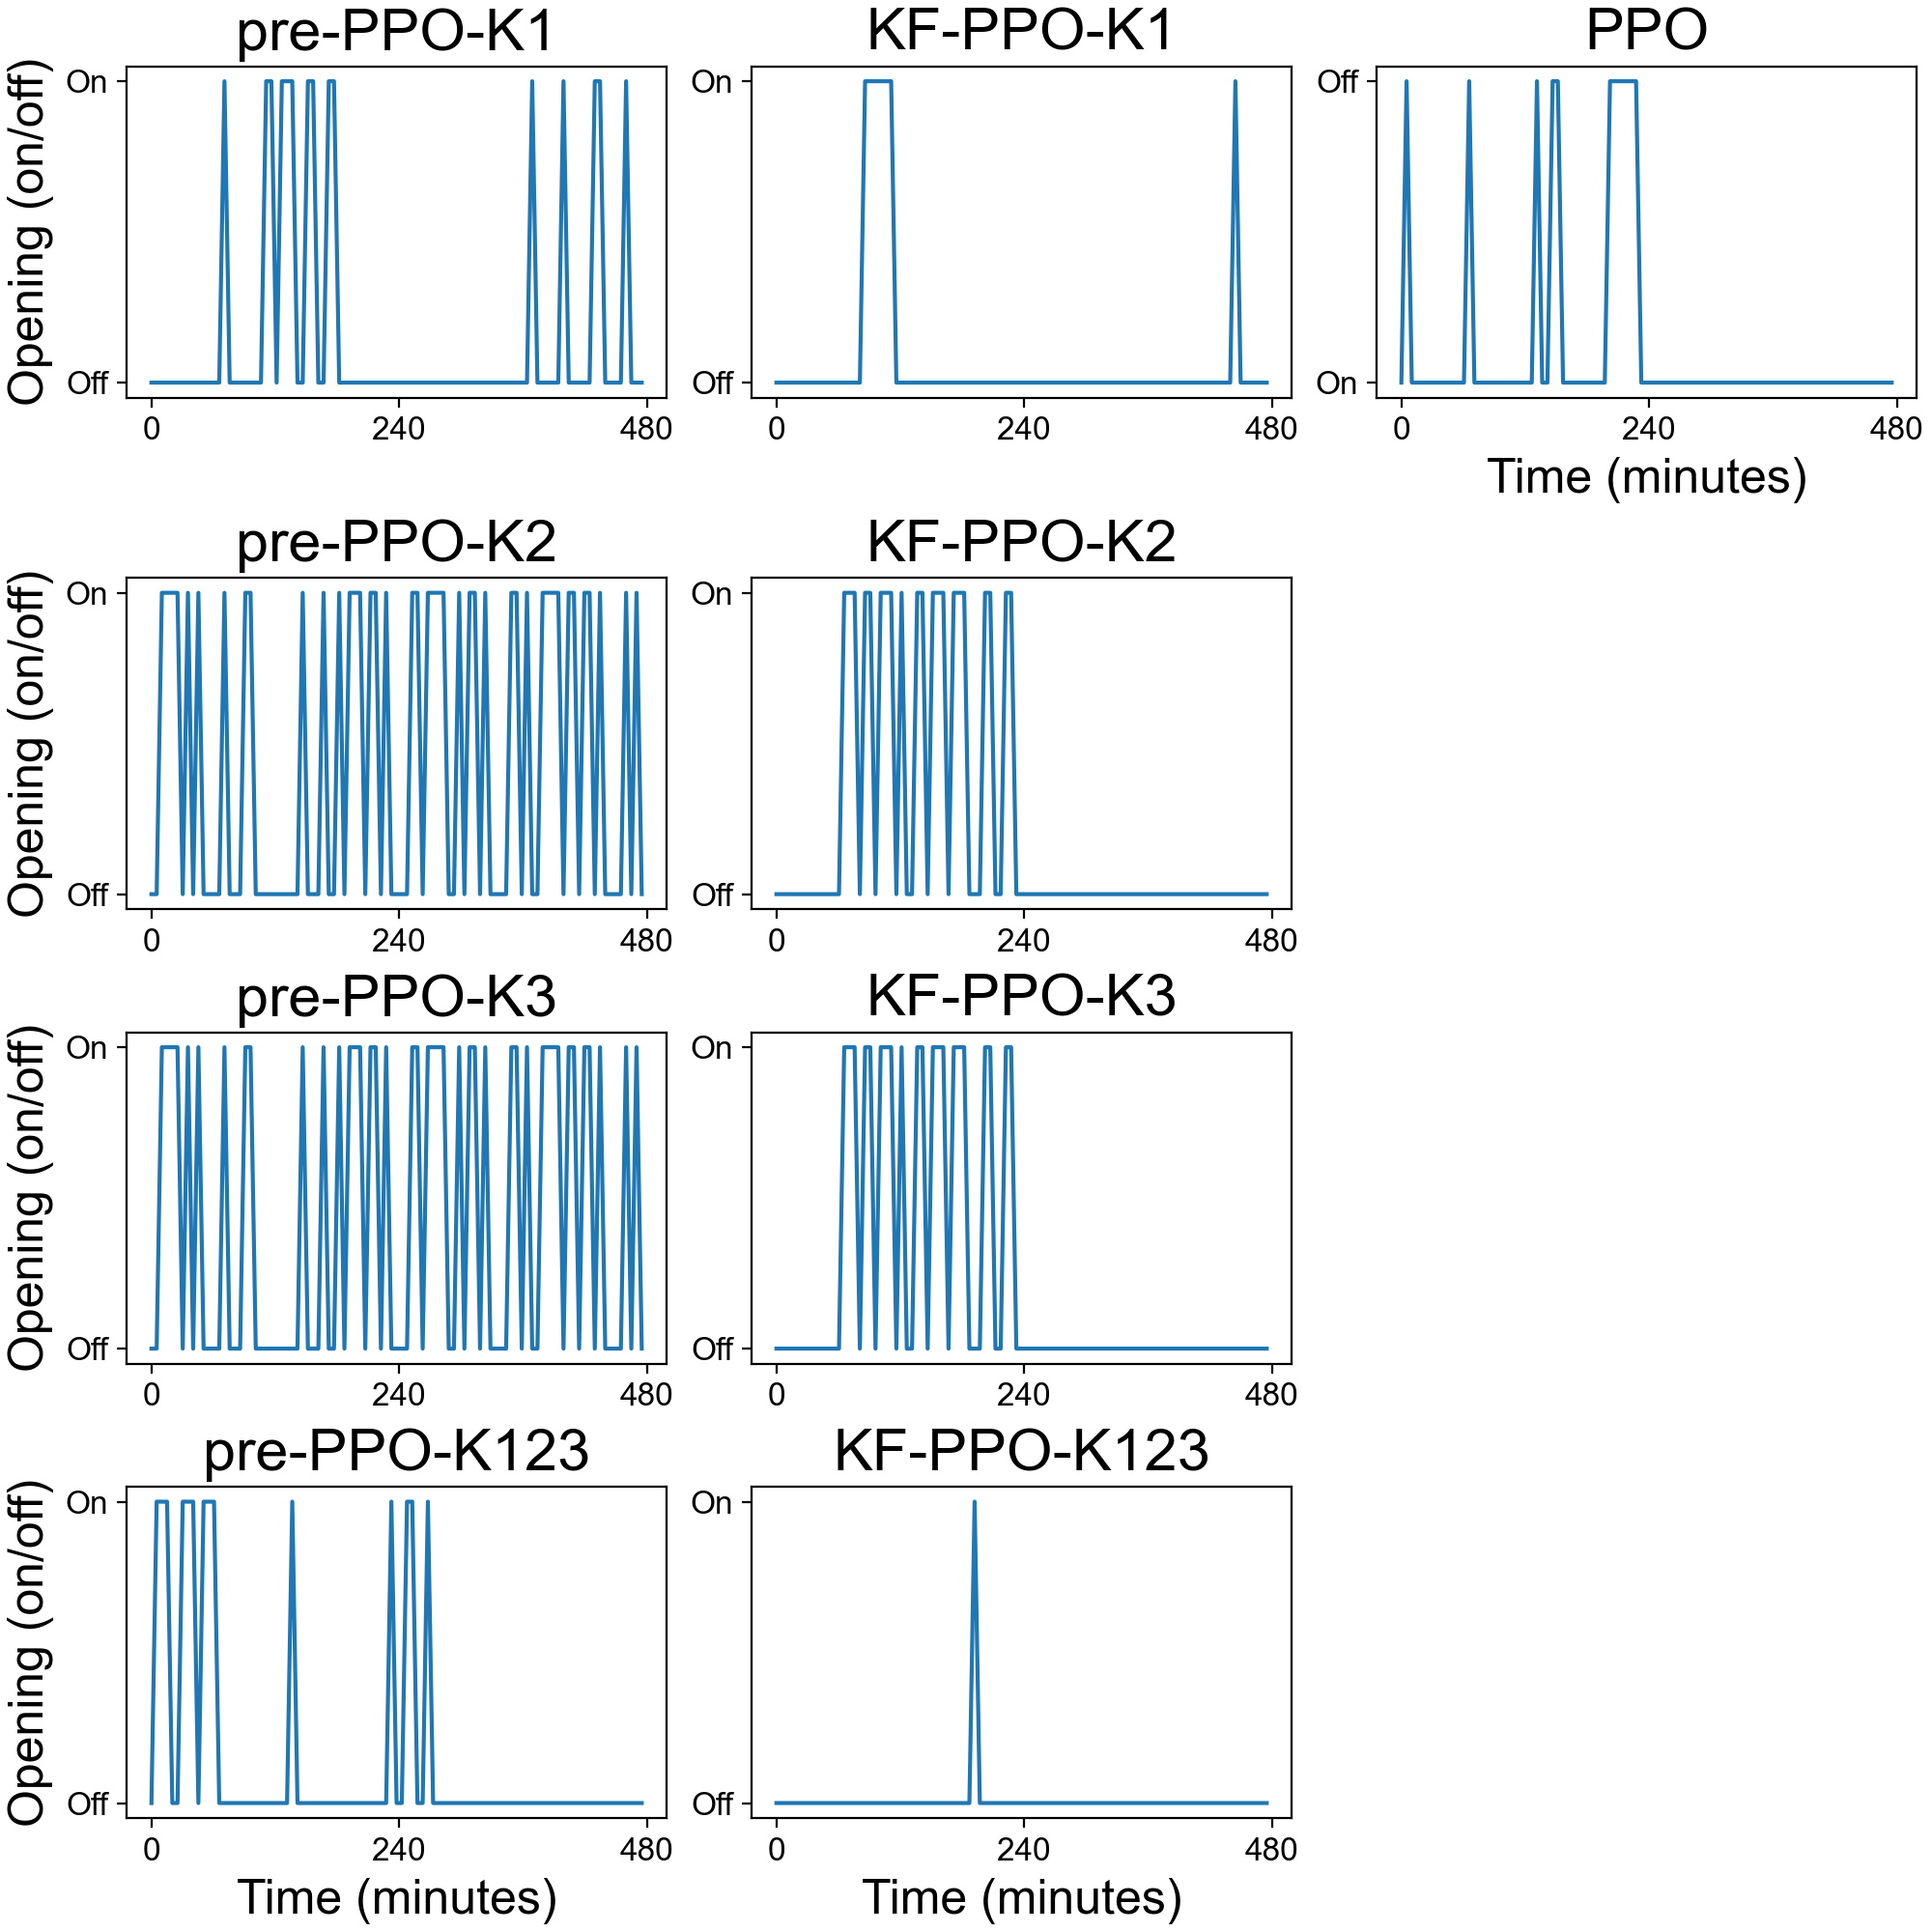 pre-PPO-K1
KF-PPO-K1
PPO
Opening (on/off)
On
Off
0 240 480
On
Off
0 240 480
Off
On
0 240 480
Time (minutes)
pre-PPO-K2
KF-PPO-K2
Opening (on/off)
On
Off
0 240 480
On
Off
0 240 480
pre-PPO-K3
KF-PPO-K3
Opening (on/off)
On
Off
0 240 480
On
Off
0 240 480
pre-PPO-K123
KF-PPO-K123
Opening (on/off)
On
Off
0 240 480
Time (minutes)
On
Off
0 240 480
Time (minutes)